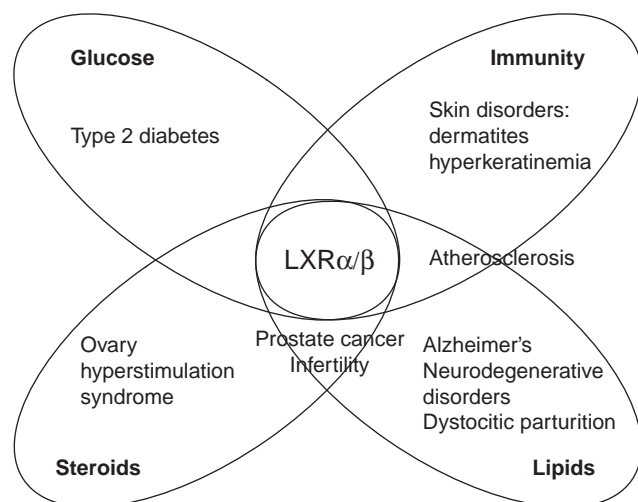 Glucose
Immunity
Type 2 diabetes
Skin disorders:
dermatites
hyperkeratinemia
LXRα/β
Atherosclerosis
Prostate cancer
Infertility
Ovary
hyperstimulation
syndrome
Alzheimer's
Neurodegenerative
disorders
Dystocitic parturition
Steroids
Lipids